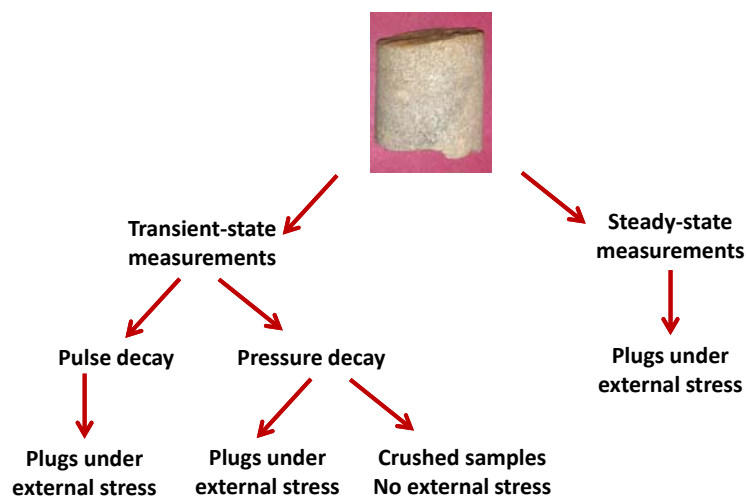 Transient-state
measurements
Steady-state
measurements
Pulse decay
Pressure decay
Plugs under
external stress
Plugs under
external stress
Plugs under
external stress
Crushed samples
No external stress